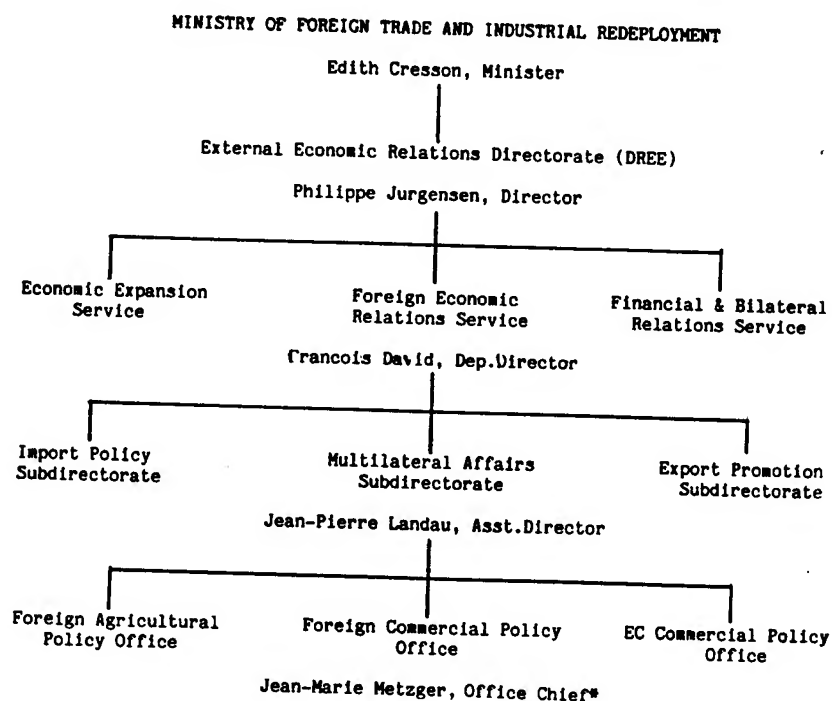 MINISTRY OF FOREIGN TRADE AND INDUSTRIAL REDEPLOYMENT
Edith Cresson, Minister
External Economic Relations Directorate (DREE)
Philippe Jurgensen, Director
Economic Expansion
Service
Foreign Economic
Relations Service
Financial & Bilateral
Relations Service
Francois David, Dep.Director
Import Policy
Subdirectorate
Multilateral Affairs
Subdirectorate
Export Promotion
Subdirectorate
Jean-Pierre Landau, Asst.Director
Foreign Agricultural
Policy Office
Foreign Commercial Policy
Office
EC Commercial Policy
Office
Jean-Marie Metzger, Office Chief*